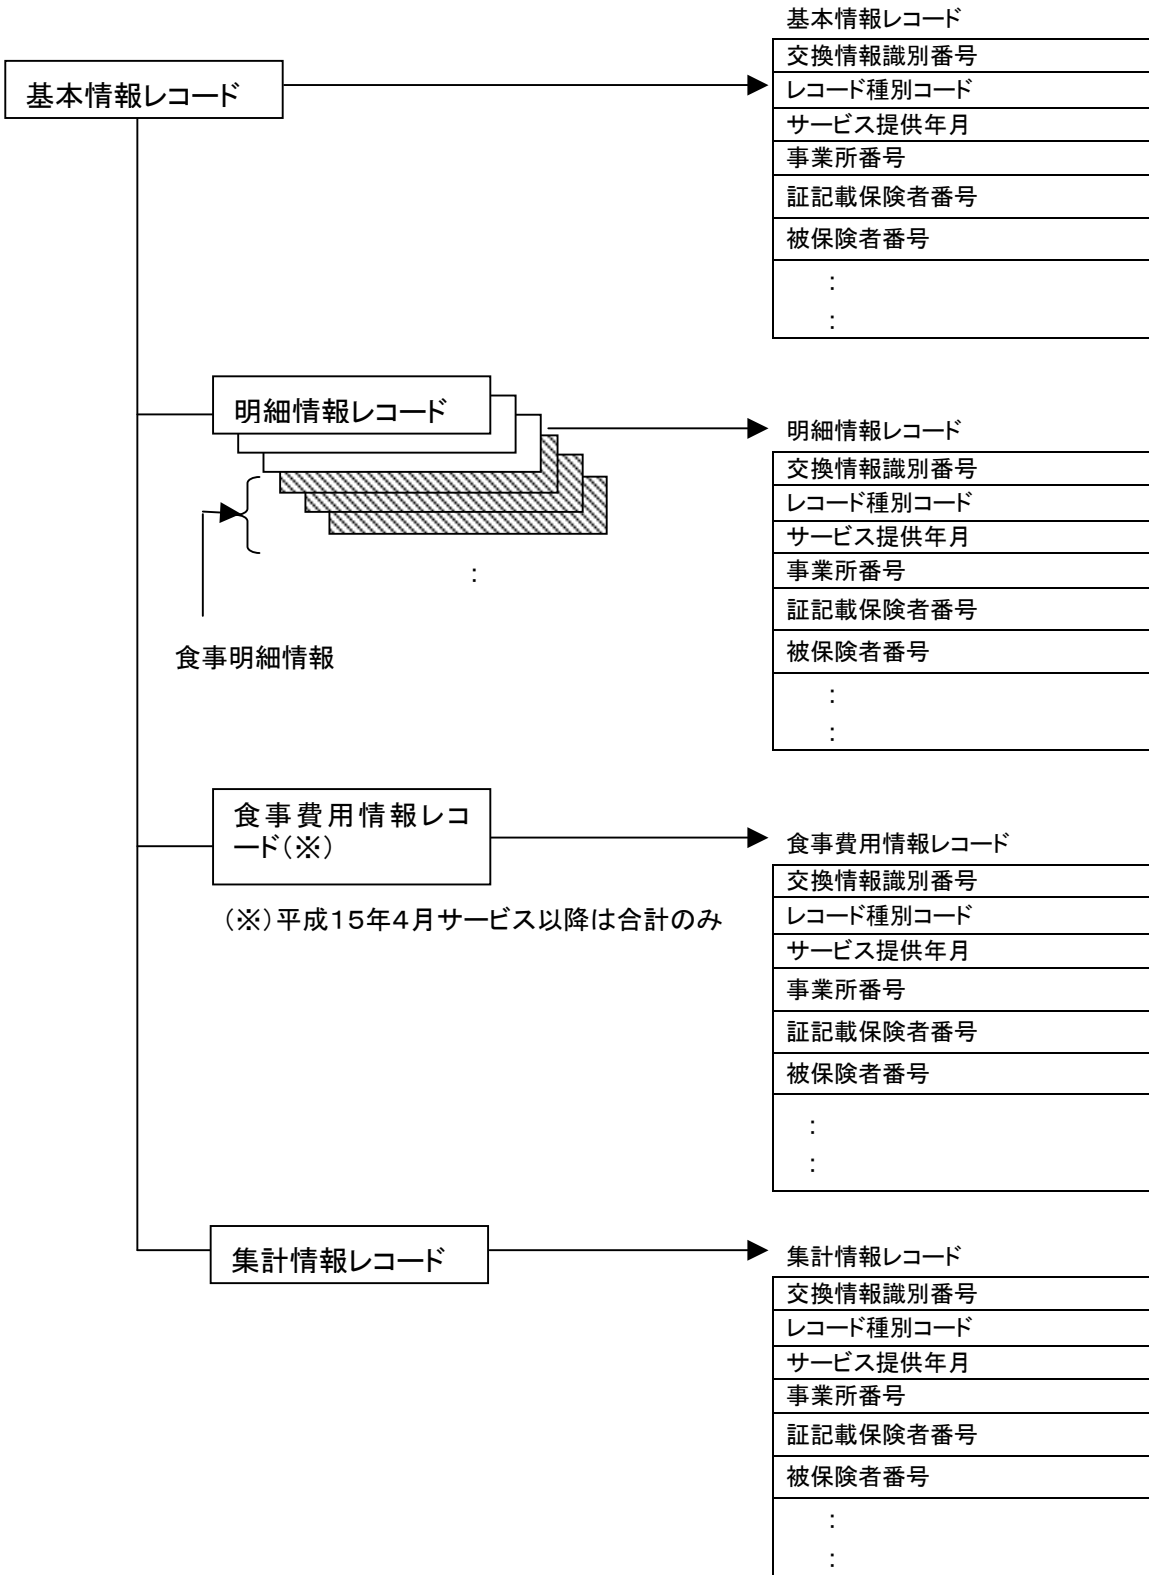 基本情報レコード
基本情報レコード
交換情報識別番号
レコード種別コード
サービス提供年月
事業所番号
証記載保険者番号
被保険者番号
:
:
明細情報レコード
:
食事明細情報
明細情報レコード
交換情報識別番号
レコード種別コード
サービス提供年月
事業所番号
証記載保険者番号
被保険者番号
:
:
食事費用情報レコ
ード(※)
(※)平成15年4月サービス以降は合計のみ
食事費用情報レコード
交換情報識別番号
レコード種別コード
サービス提供年月
事業所番号
証記載保険者番号
被保険者番号
:
:
集計情報レコード
集計情報レコード
交換情報識別番号
レコード種別コード
サービス提供年月
事業所番号
証記載保険者番号
被保険者番号
:
: